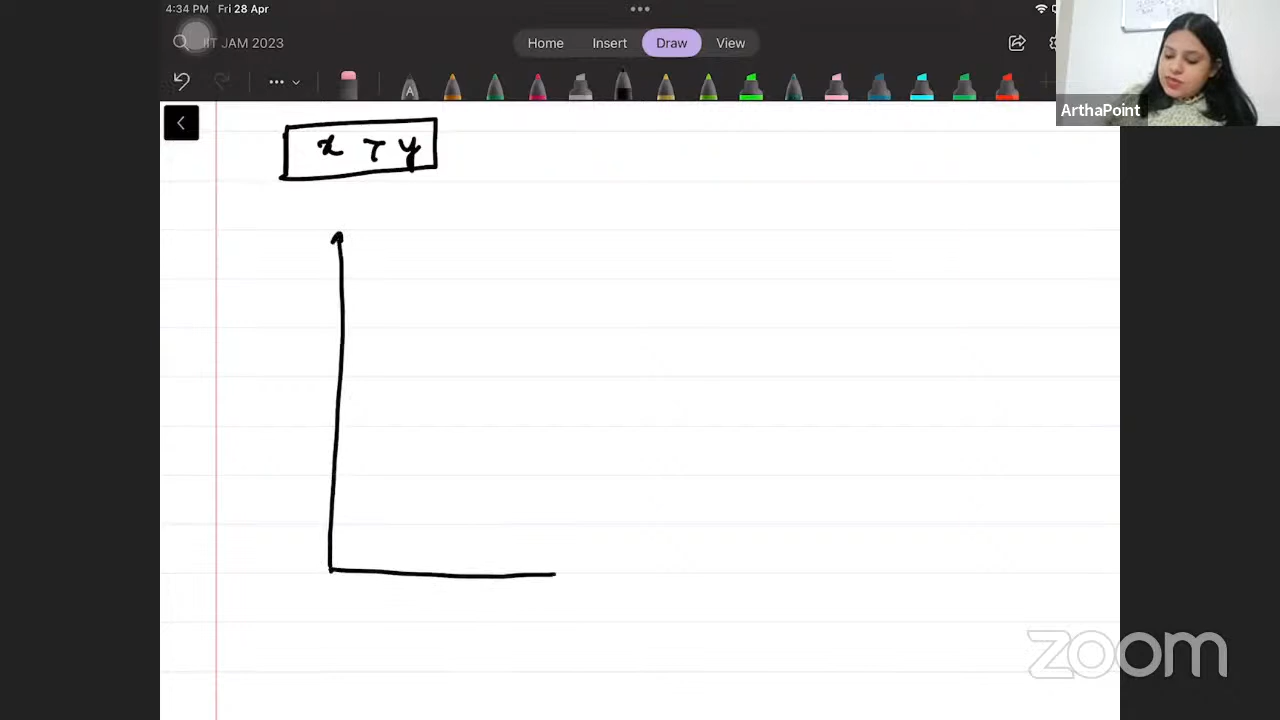 4:34 PM Fri 28 Apr
IIT JAM 2023
Home Insert Draw View
A
ArthaPoint
x T y
zoom